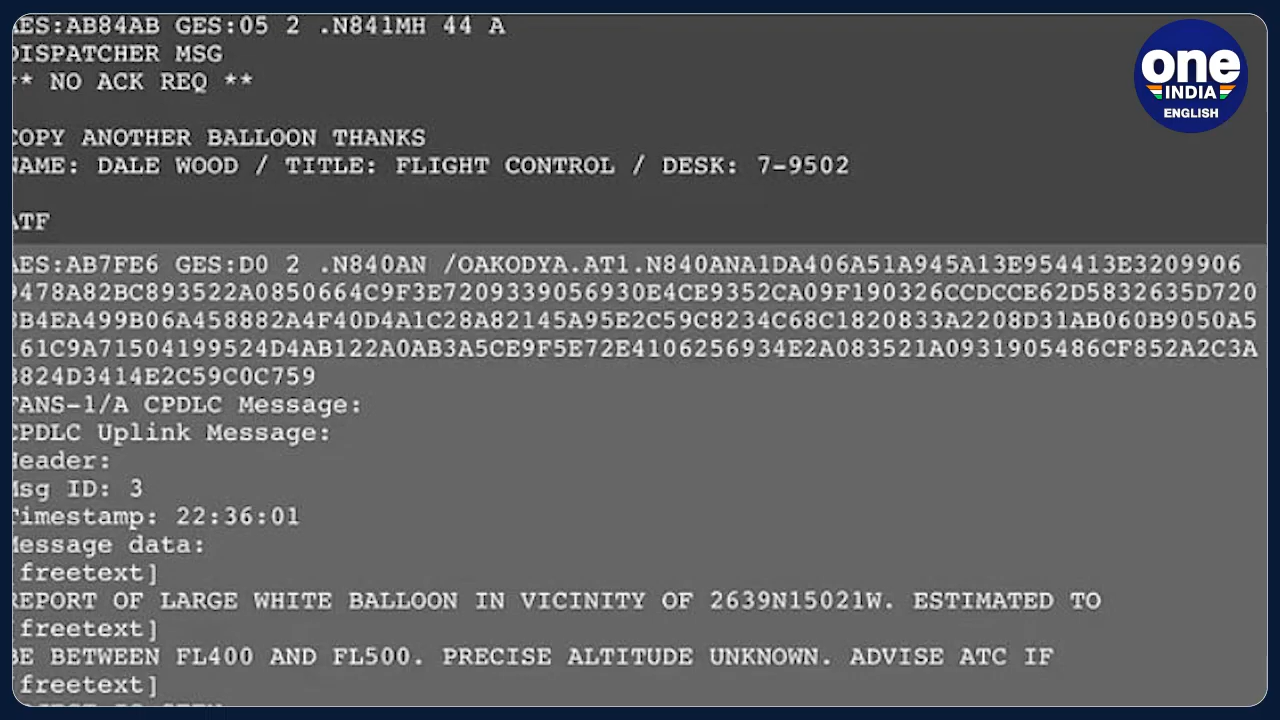 AES:AB84AB GES:05 2 .N841MH 44 A
DISPATCHER MSG
** NO ACK REQ **
COPY ANOTHER BALLOON THANKS
NAME: DALE WOOD / TITLE: FLIGHT CONTROL / DESK: 7-9502
ATF
AES:AB7FE6 GES:D0 2 .N840AN /OAKODYA.AT1.N840ANA1DA406A51A945A13E954413E3209906
9478A82BC893522A0850664C9F3E7209339056930E4CE9352CA09F190326CCDCCE62D5832635D720
8B4EA499B06A458882A4F40D4A1C28A82145A95E2C59C8234C68C1820833A2208D31AB060B9050A5
161C9A71504199524D4AB122A0AB3A5CE9F5E72E4106256934E2A083521A0931905486CF852A2C3A
8824D3414E2C59C0C759
FANS-1/A CPDLC Message:
CPDLC Uplink Message:
Header:
Msg ID: 3
Timestamp: 22:36:01
Message data:
[freetext]
REPORT OF LARGE WHITE BALLOON IN VICINITY OF 2639N15021W. ESTIMATED TO
[freetext]
BE BETWEEN FL400 AND FL500. PRECISE ALTITUDE UNKNOWN. ADVISE ATC IF
[freetext]
one
INDIA
ENGLISH